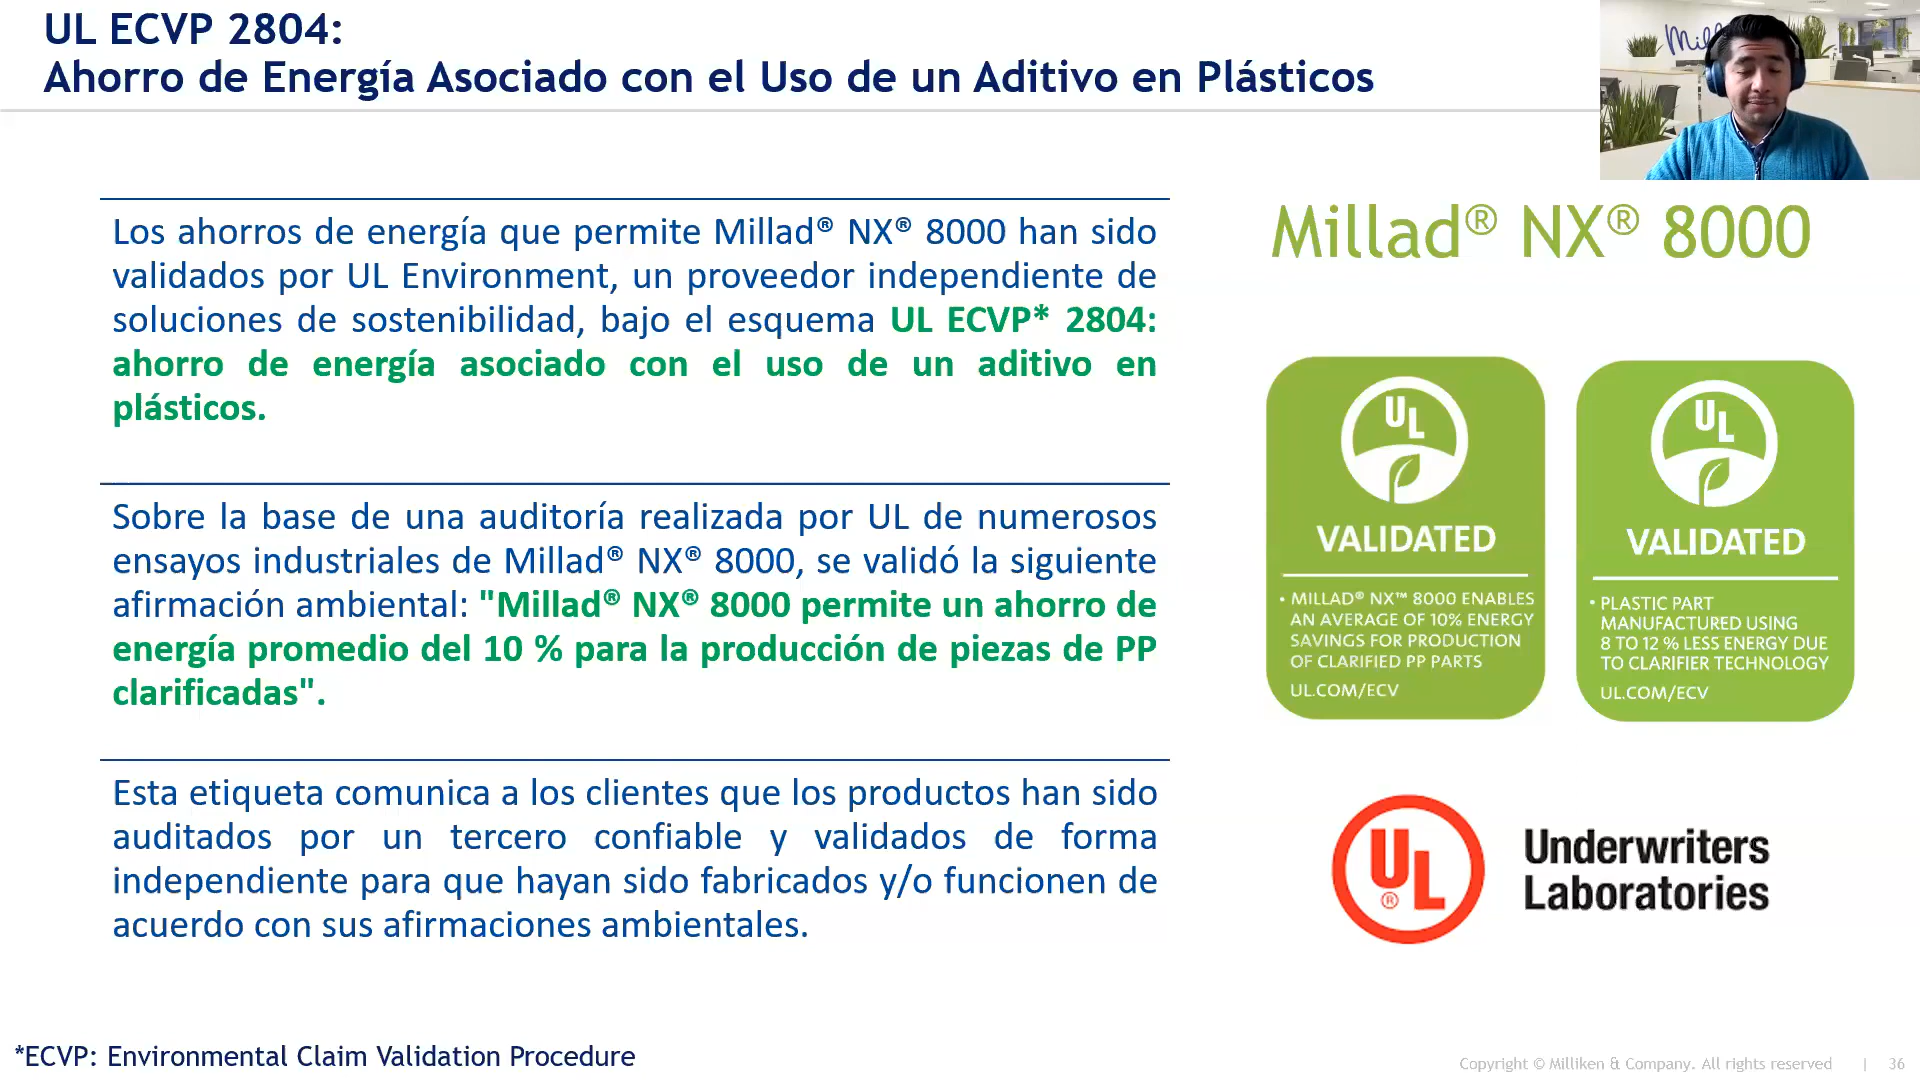 UL ECVP 2804:
Ahorro de Energía Asociado con el Uso de un Aditivo en Plásticos
Los ahorros de energía que permite Millad® NX® 8000 han sido
validados por UL Environment, un proveedor independiente de
soluciones de sostenibilidad, bajo el esquema UL ECVP* 2804:
ahorro de energía asociado con el uso de un aditivo en
plásticos.
Sobre la base de una auditoría realizada por UL de numerosos
ensayos industriales de Millad® NX® 8000, se validó la siguiente
afirmación ambiental: "Millad® NX® 8000 permite un ahorro de
energía promedio del 10 % para la producción de piezas de PP
clarificadas".
Esta etiqueta comunica a los clientes que los productos han sido
auditados por un tercero confiable y validados de forma
independiente para que hayan sido fabricados y/o funcionen de
acuerdo con sus afirmaciones ambientales.
Millad® NX® 8000
UL
VALIDATED
• MILLAD® NX™ 8000 ENABLES
AN AVERAGE OF 10% ENERGY
SAVINGS FOR PRODUCTION
OF CLARIFIED PP PARTS
UL.COM/ECV
UL
VALIDATED
• PLASTIC PART
MANUFACTURED USING
8 TO 12 % LESS ENERGY DUE
TO CLARIFIER TECHNOLOGY
UL.COM/ECV
UL
®
Underwriters
Laboratories
*ECVP: Environmental Claim Validation Procedure
Copyright © Milliken & Company. All rights reserved | 36